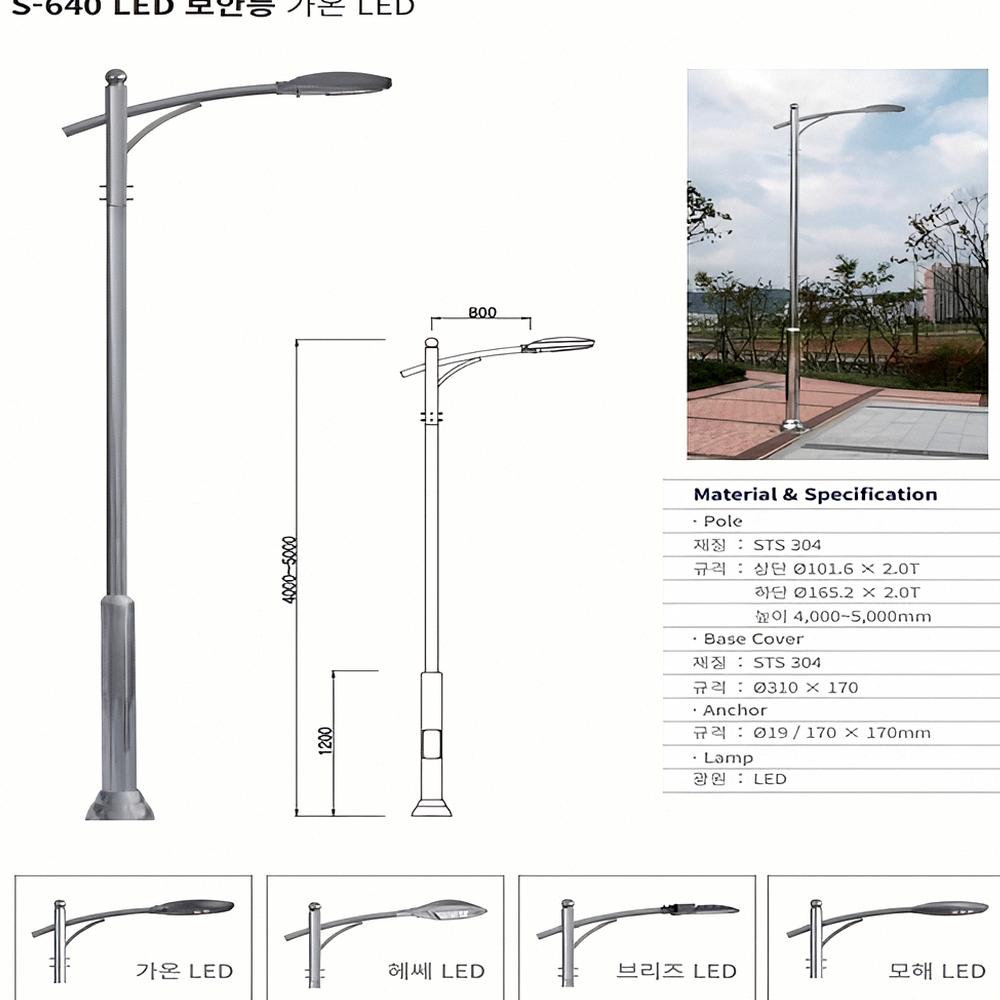 S-640 LED 보안등 가온 LED
800
4000~5000
1200
Material & Specification
· Pole
재질 : STS 304
규격 : 상단 Ø101.6 × 2.0T
하단 Ø165.2 × 2.0T
높이 4,000~5,000mm
· Base Cover
재질 : STS 304
규격 : Ø310 × 170
· Anchor
규격 : Ø19 / 170 × 170mm
· Lamp
광원 : LED
가온 LED
헤쎄 LED
브리즈 LED
모해 LED